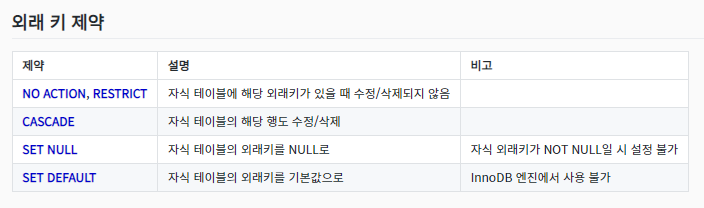 외래 키 제약
제약 설명 비고
NO ACTION, RESTRICT 자식 테이블에 해당 외래키가 있을 때 수정/삭제되지 않음
CASCADE 자식 테이블의 해당 행도 수정/삭제
SET NULL 자식 테이블의 외래키를 NULL로 자식 외래키가 NOT NULL일 시 설정 불가
SET DEFAULT 자식 테이블의 외래키를 기본값으로 InnoDB 엔진에서 사용 불가